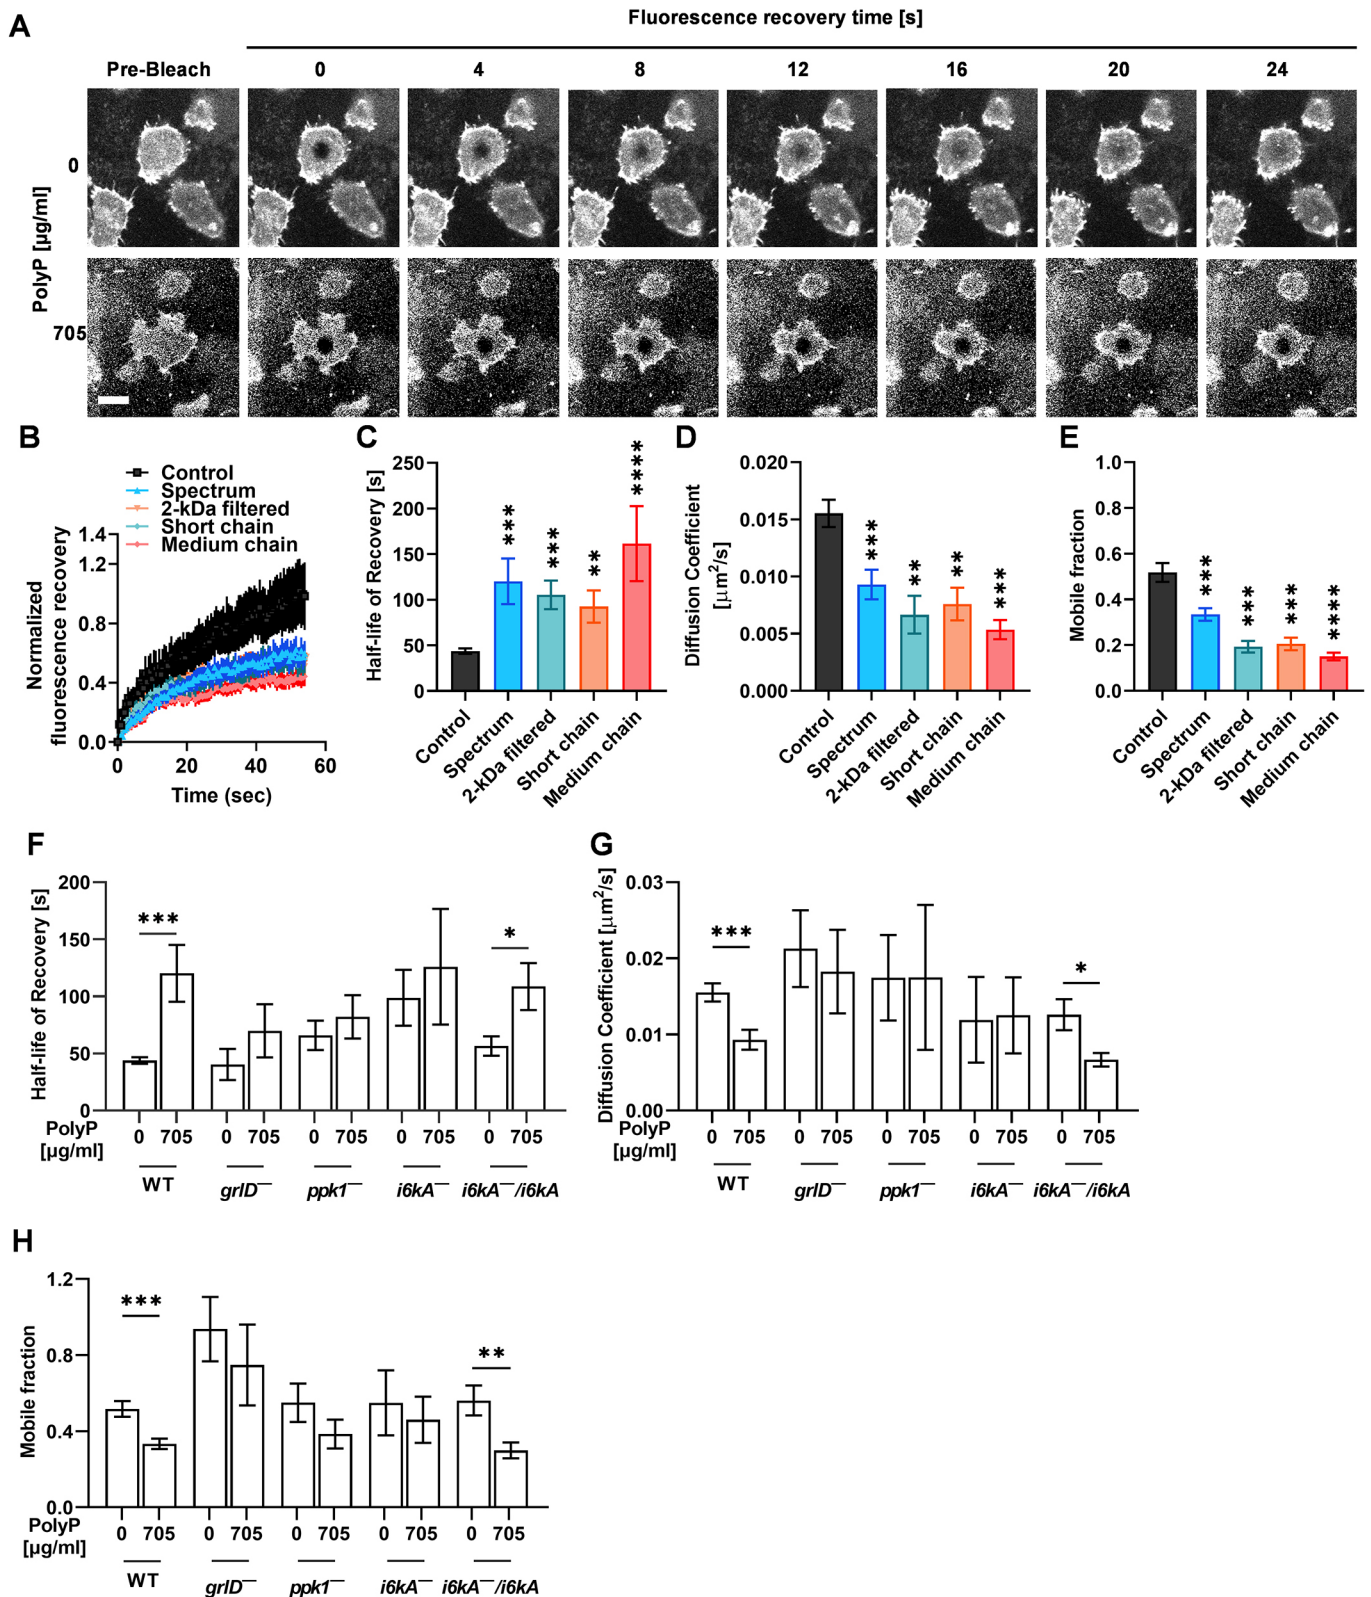 A
Fluorescence recovery time [s]
Pre-Bleach 0 4 8 12 16 20 24
PolyP [µg/ml]
0
705
B
Control
Spectrum
2-kDa filtered
Short chain
Medium chain
Normalized
fluorescence recovery
1.4
1.2
0.8
0.4
0.0
0 20 40 60
Time (sec)
C
Half-life of Recovery [s]
250
200
150
100
50
0
*** *** ** ****
Control Spectrum 2-kDa filtered Short chain Medium chain
D
Diffusion Coefficient
[µm²/s]
0.020
0.015
0.010
0.005
0.000
*** ** ** ***
Control Spectrum 2-kDa filtered Short chain Medium chain
E
Mobile fraction
1.0
0.8
0.6
0.4
0.2
0.0
*** *** *** ****
Control Spectrum 2-kDa filtered Short chain Medium chain
F
Half-life of Recovery [s]
200
150
100
50
0
*** *
PolyP
[µg/ml]
0 705 0 705 0 705 0 705 0 705
WT grlD— ppk1— i6kA— i6kA—/i6kA
G
Diffusion Coefficient [µm²/s]
0.03
0.02
0.01
0.00
*** *
PolyP
[µg/ml]
0 705 0 705 0 705 0 705 0 705
WT grlD— ppk1— i6kA— i6kA—/i6kA
H
Mobile fraction
1.2
0.8
0.4
0.0
*** **
PolyP
[µg/ml]
0 705 0 705 0 705 0 705 0 705
WT grlD— ppk1— i6kA— i6kA—/i6kA